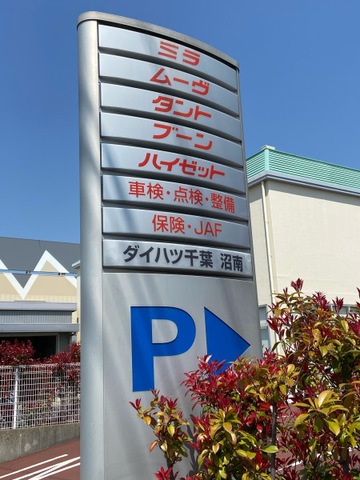 ミラ
ムーヴ
タント
ブーン
ハイゼット
車検・点検・整備
保険・JAF
ダイハツ千葉 沼南
P